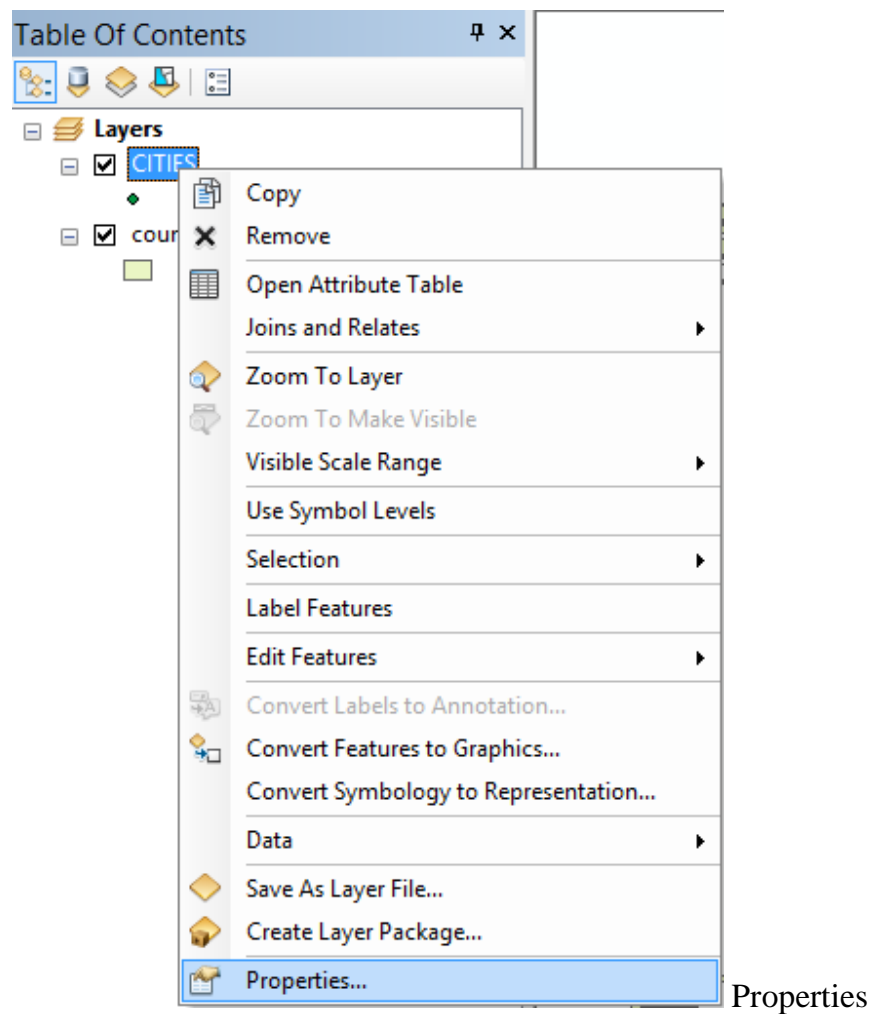 Table Of Contents
Layers
CITIES
cour
Copy
Remove
Open Attribute Table
Joins and Relates
Zoom To Layer
Zoom To Make Visible
Visible Scale Range
Use Symbol Levels
Selection
Label Features
Edit Features
Convert Labels to Annotation...
Convert Features to Graphics...
Convert Symbology to Representation...
Data
Save As Layer File...
Create Layer Package...
Properties...
Properties